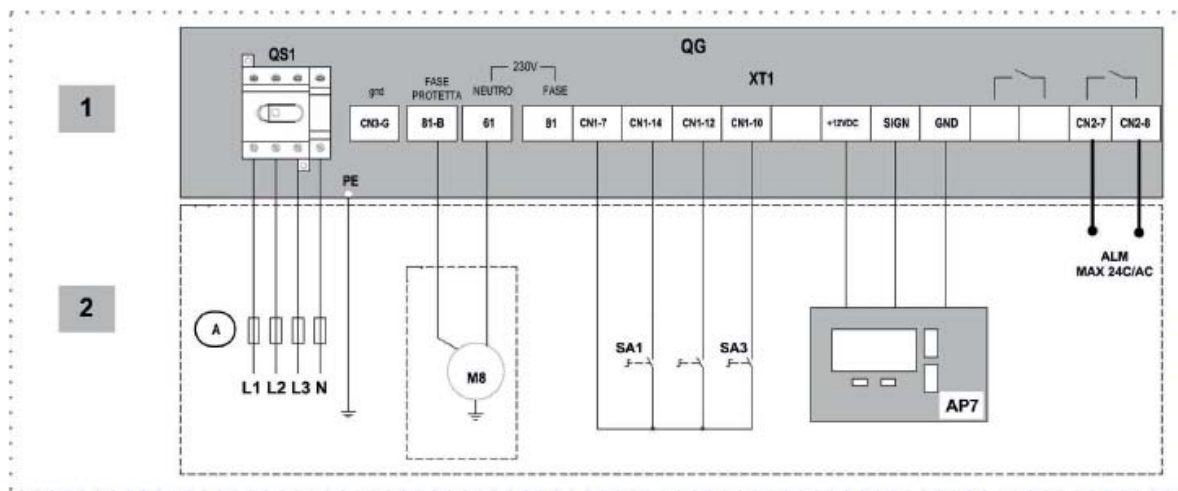 QG
QS1
XT1
1
230V
gnd
FASE
PROTETTA
NEUTRO
FASE
CN3-G
81-B
61
81
CN1-7
CN1-14
CN1-12
CN1-10
+12VDC
SIGN
GND
CN2-7
CN2-8
PE
ALM
MAX 24C/AC
2
A
L1 L2 L3 N
M8
SA1
SA3
AP7